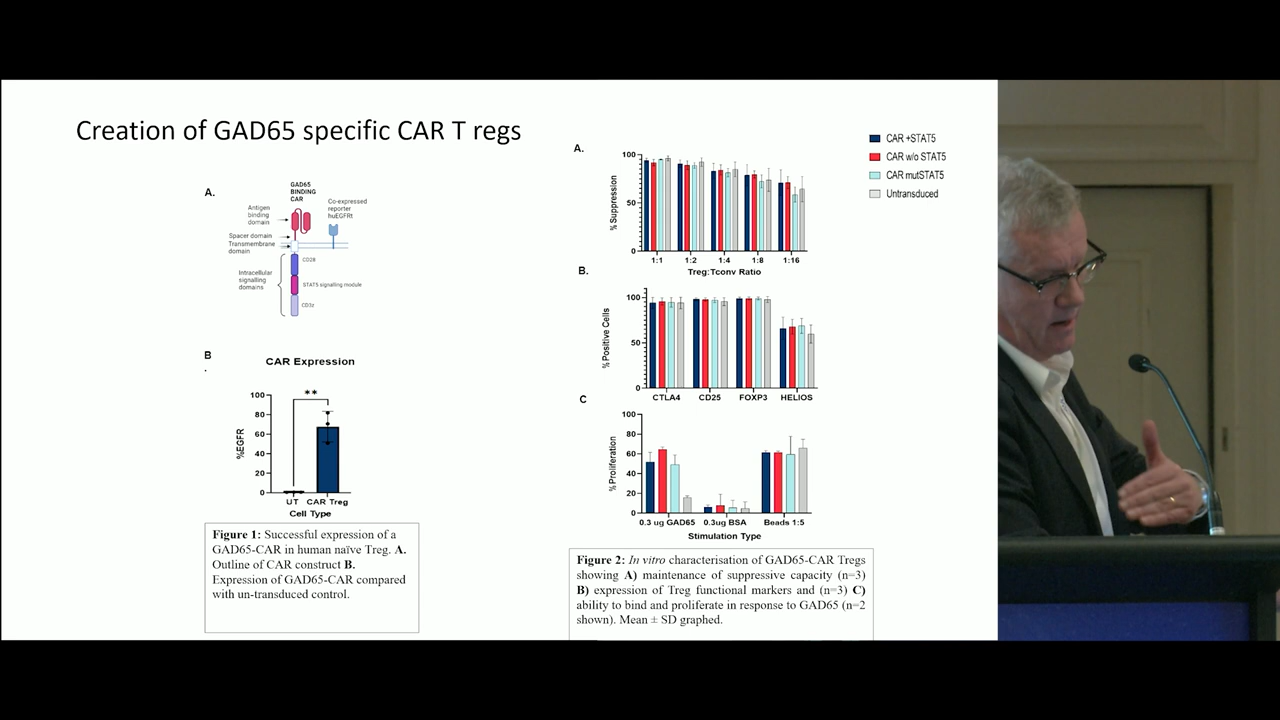 Creation of GAD65 specific CAR T regs
A.
GAD65
BINDING
CAR
Co-expressed
reporter
huEGFRt
Antigen
binding
domain
Spacer domain
Transmembrane
domain
Intracellular
signalling
domains
CD28
STAT5 signalling module
CD3z
B
.
CAR Expression
**
%EGFR
100
80
60
40
20
0
UT CAR Treg
Cell Type
Figure 1: Successful expression of a
GAD65-CAR in human naïve Treg. A.
Outline of CAR construct B.
Expression of GAD65-CAR compared
with un-transduced control.
A.
% Suppression
100
50
0
1:1 1:2 1:4 1:8 1:16
Treg:Tconv Ratio
CAR +STAT5
CAR w/o STAT5
CAR mutSTAT5
Untransduced
B.
% Positive Cells
100
50
0
CTLA4 CD25 FOXP3 HELIOS
C
% Proliferation
100
80
60
40
20
0
0.3 ug GAD65 0.3ug BSA Beads 1:5
Stimulation Type
Figure 2: In vitro characterisation of GAD65-CAR Tregs
showing A) maintenance of suppressive capacity (n=3)
B) expression of Treg functional markers and (n=3) C)
ability to bind and proliferate in response to GAD65 (n=2
shown). Mean ± SD graphed.